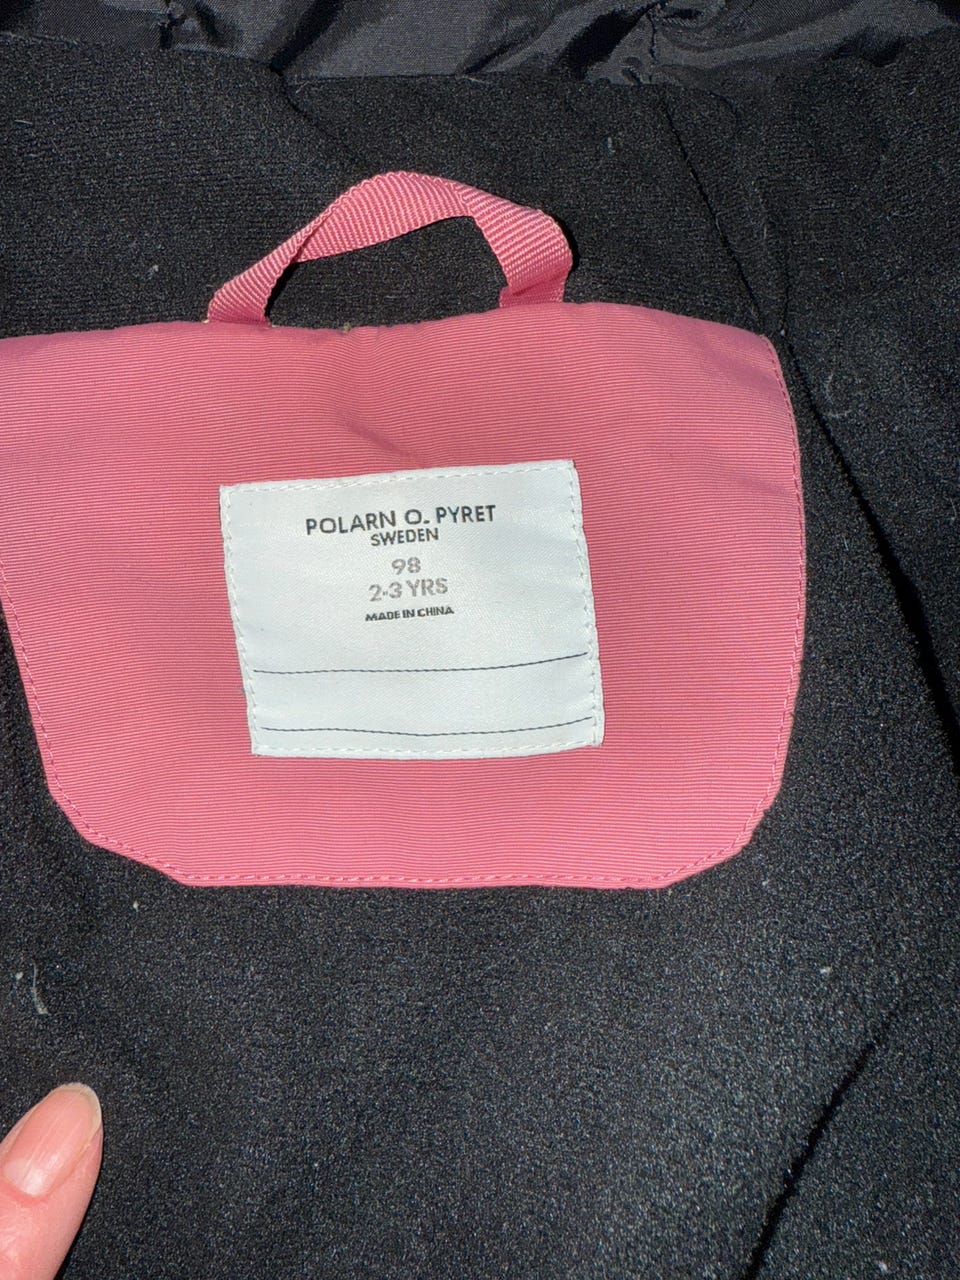 POLARN O. PYRET
SWEDEN
98
2-3 YRS
MADE IN CHINA